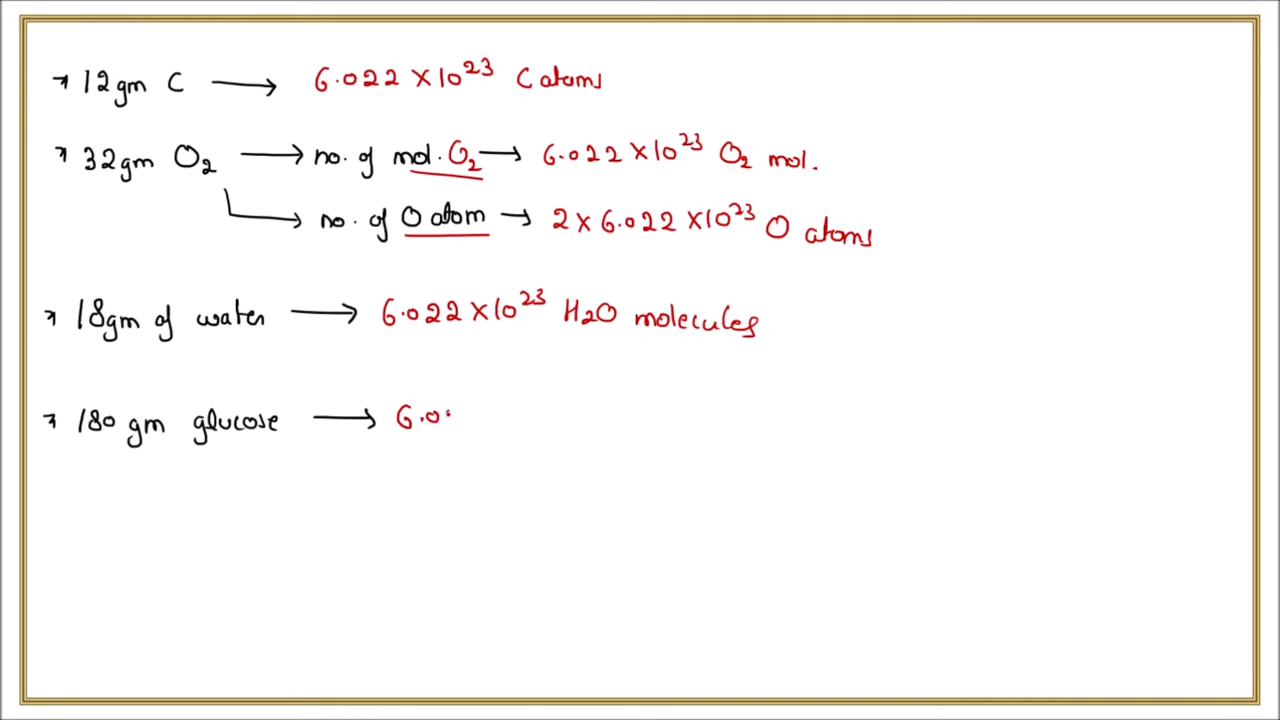 → 12gm C → 6.022 × 10²³ C atoms
→ 32gm O₂ → no. of mol. O₂ → 6.022 × 10²³ O₂ mol.
→ no. of O atom → 2 × 6.022 × 10²³ O atoms
→ 18gm of water → 6.022 × 10²³ H2O molecules
→ 180 gm glucose → 6.0